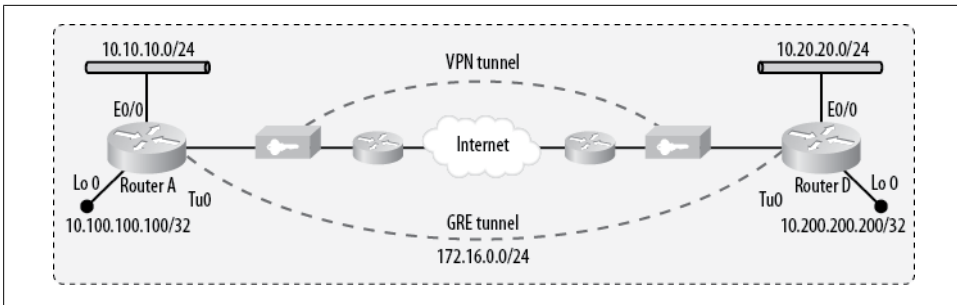 10.10.10.0/24
10.20.20.0/24
VPN tunnel
E0/0
E0/0
Internet
Lo 0
Router A
Tu0
Router D
Lo 0
Tu0
10.100.100.100/32
GRE tunnel
10.200.200.200/32
172.16.0.0/24